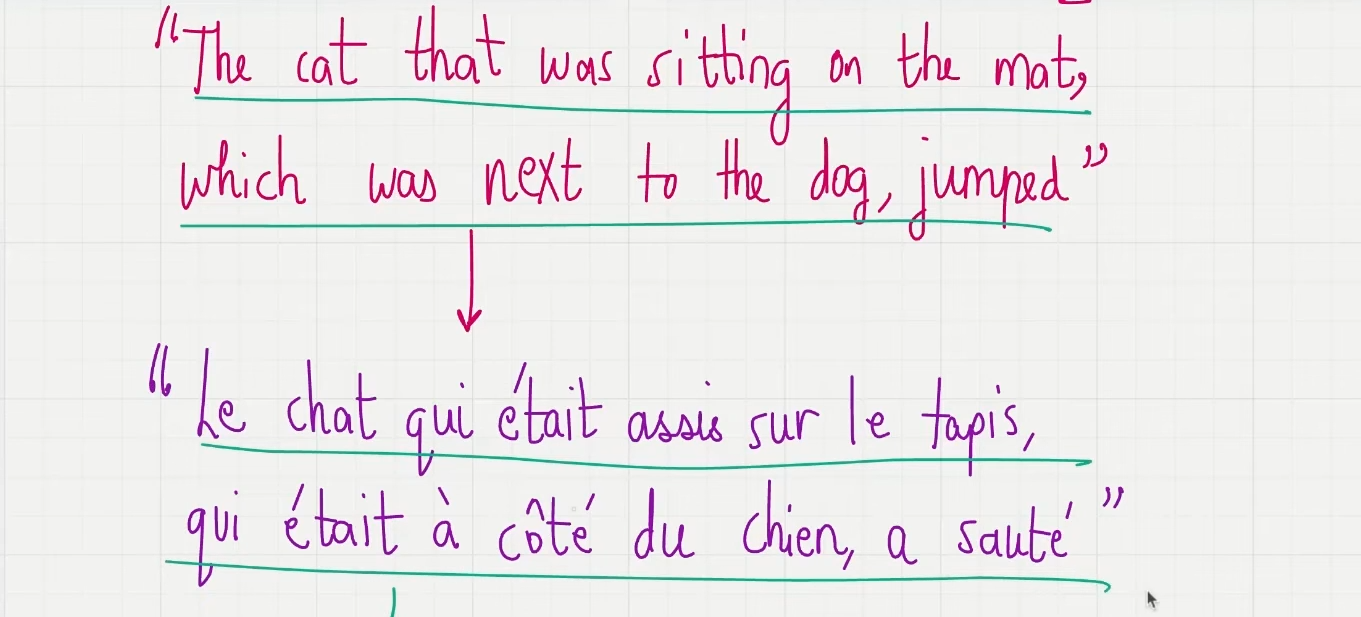 "The cat that was sitting on the mat,
which was next to the dog, jumped"
"Le chat qui était assis sur le tapis,
qui était à côté du chien, a sauté"